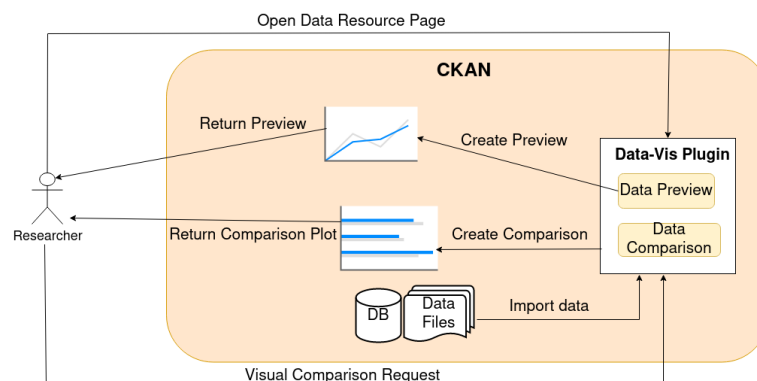 Open Data Resource Page
CKAN
Return Preview
Create Preview
Data-Vis Plugin
Data Preview
Researcher
Return Comparison Plot
Create Comparison
Data
Comparison
DB
Data
Files
Import data
Visual Comparison Request